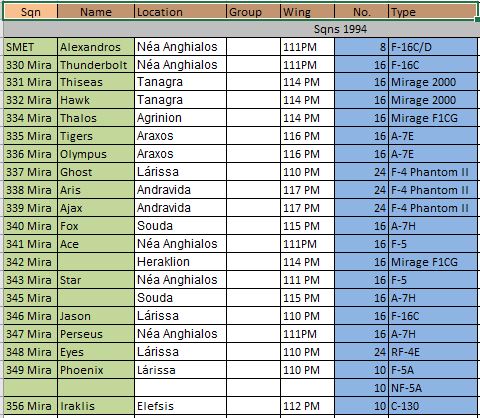 Sqn Name Location Group Wing No. Type
Sqns 1994
SMET Alexandros Néa Anghialos 111PM 8 F-16C/D
330 Mira Thunderbolt Néa Anghialos 111PM 16 F-16C
331 Mira Thiseas Tanagra 114 PM 16 Mirage 2000
332 Mira Hawk Tanagra 114 PM 16 Mirage 2000
334 Mira Thalos Agrinion 114 PM 16 Mirage F1CG
335 Mira Tigers Araxos 116 PM 16 A-7E
336 Mira Olympus Araxos 116 PM 16 A-7E
337 Mira Ghost Lárissa 110 PM 24 F-4 Phantom II
338 Mira Aris Andravida 117 PM 24 F-4 Phantom II
339 Mira Ajax Andravida 117 PM 24 F-4 Phantom II
340 Mira Fox Souda 115 PM 16 A-7H
341 Mira Ace Néa Anghialos 111PM 16 F-5
342 Mira Heraklion 114 PM 16 Mirage F1CG
343 Mira Star Néa Anghialos 111 PM 16 F-5
345 Mira Souda 115 PM 16 A-7H
346 Mira Jason Lárissa 110 PM 16 F-16C
347 Mira Perseus Néa Anghialos 111PM 16 A-7H
348 Mira Eyes Lárissa 110 PM 24 RF-4E
349 Mira Phoenix Lárissa 110 PM 10 F-5A
10 NF-5A
356 Mira Iraklis Elefsis 112 PM 10 C-130